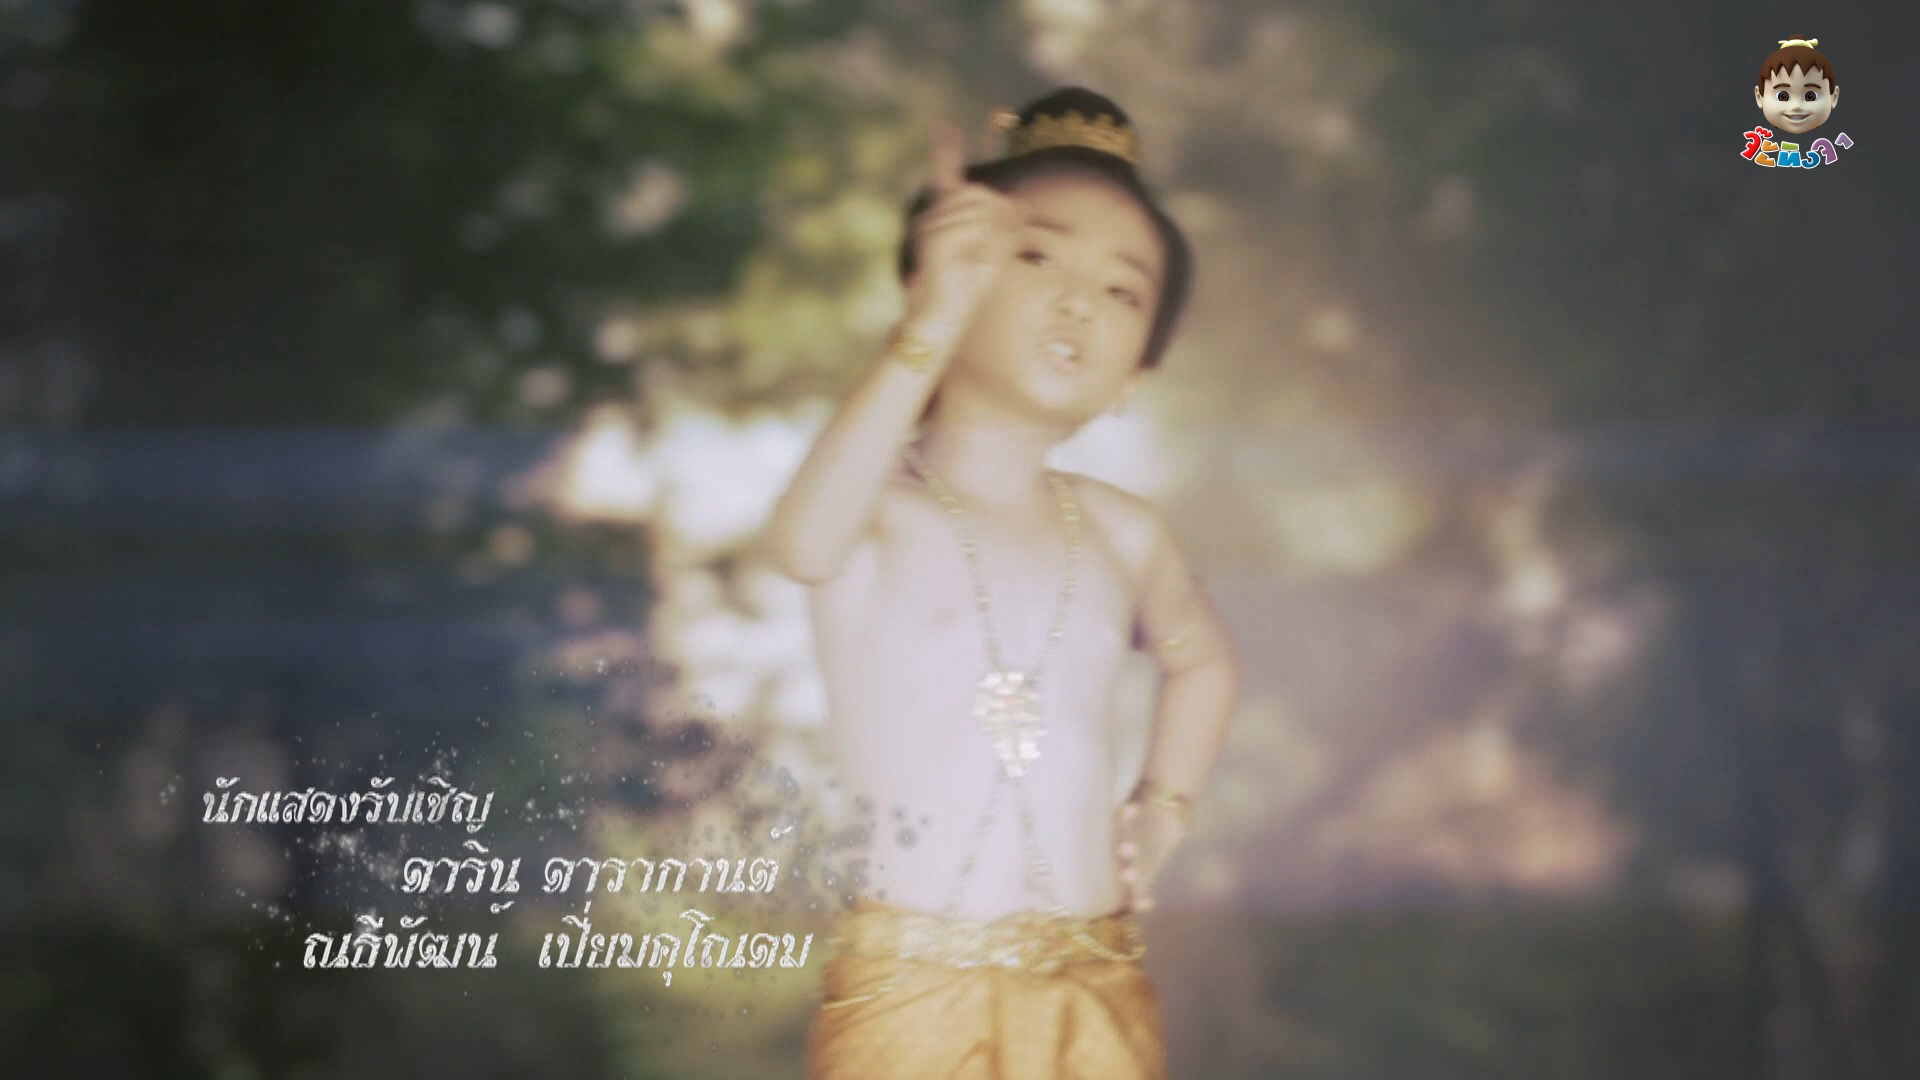 จ๊ะทิงจา
นักแสดงรับเชิญ
ดาริน ดารากานต์
ณธีพัฒน์ เปี่ยมคุโณดม